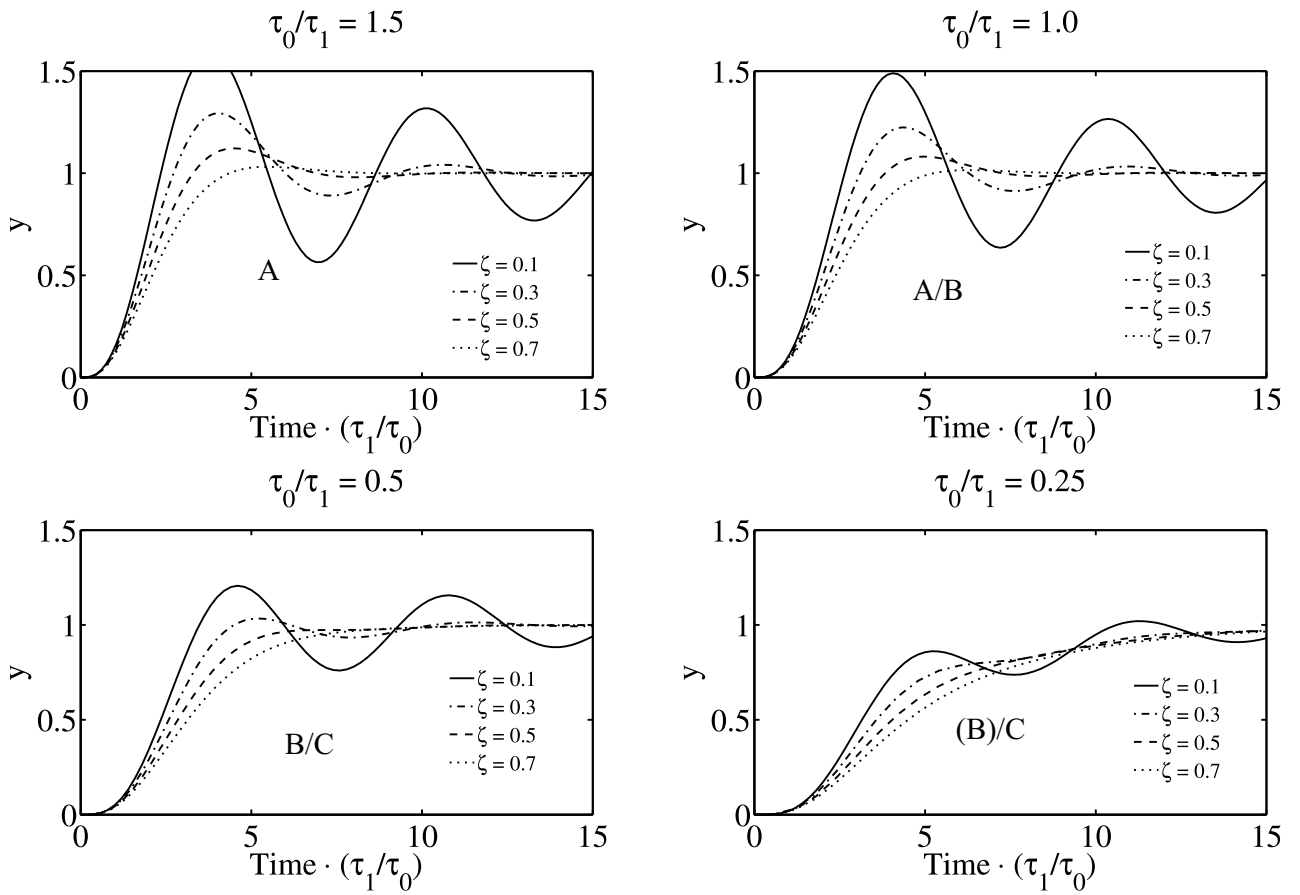 τ0/τ1 = 1.5
1.5
1
0.5
0
y
A
ζ = 0.1
ζ = 0.3
ζ = 0.5
ζ = 0.7
0 5 10 15
Time · (τ1/τ0)
τ0/τ1 = 1.0
1.5
1
0.5
0
y
A/B
ζ = 0.1
ζ = 0.3
ζ = 0.5
ζ = 0.7
0 5 10 15
Time · (τ1/τ0)
τ0/τ1 = 0.5
1.5
1
0.5
0
y
B/C
ζ = 0.1
ζ = 0.3
ζ = 0.5
ζ = 0.7
0 5 10 15
Time · (τ1/τ0)
τ0/τ1 = 0.25
1.5
1
0.5
0
y
(B)/C
ζ = 0.1
ζ = 0.3
ζ = 0.5
ζ = 0.7
0 5 10 15
Time · (τ1/τ0)